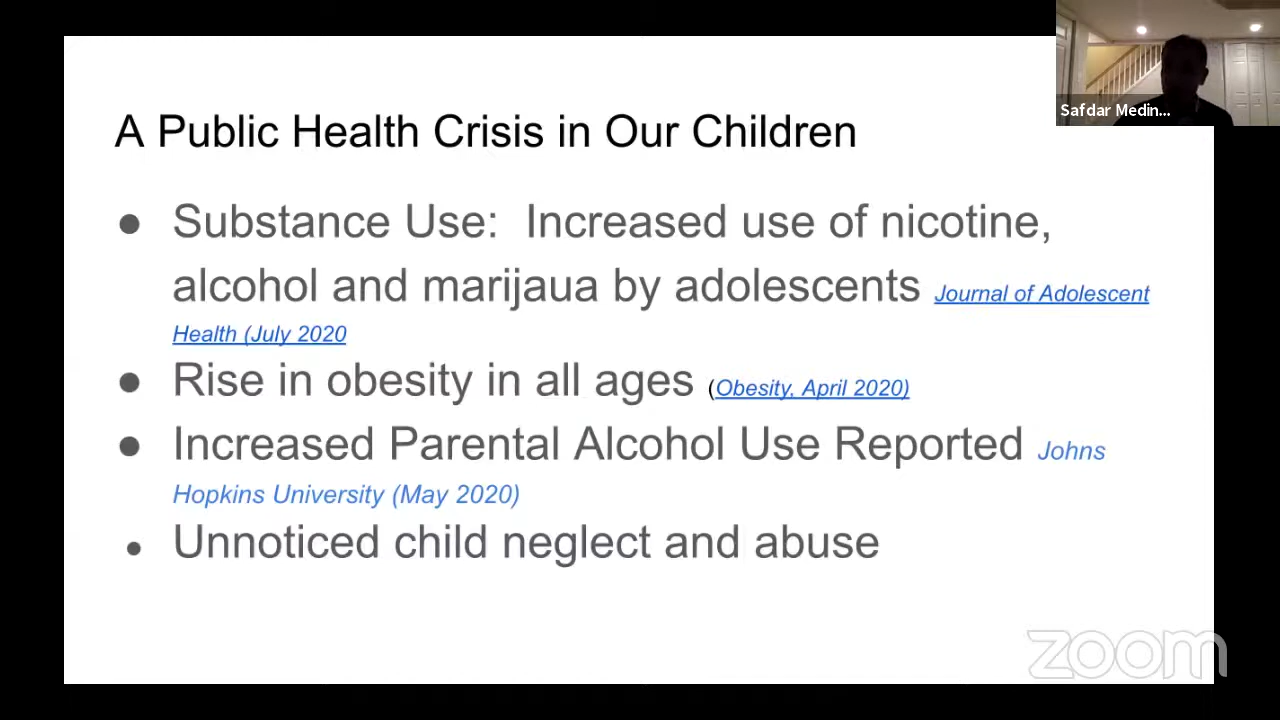 Safdar Medin...
A Public Health Crisis in Our Children
● Substance Use:  Increased use of nicotine,
alcohol and marijaua by adolescents Journal of Adolescent
Health (July 2020
● Rise in obesity in all ages (Obesity, April 2020)
● Increased Parental Alcohol Use Reported Johns
Hopkins University (May 2020)
● Unnoticed child neglect and abuse
zoom